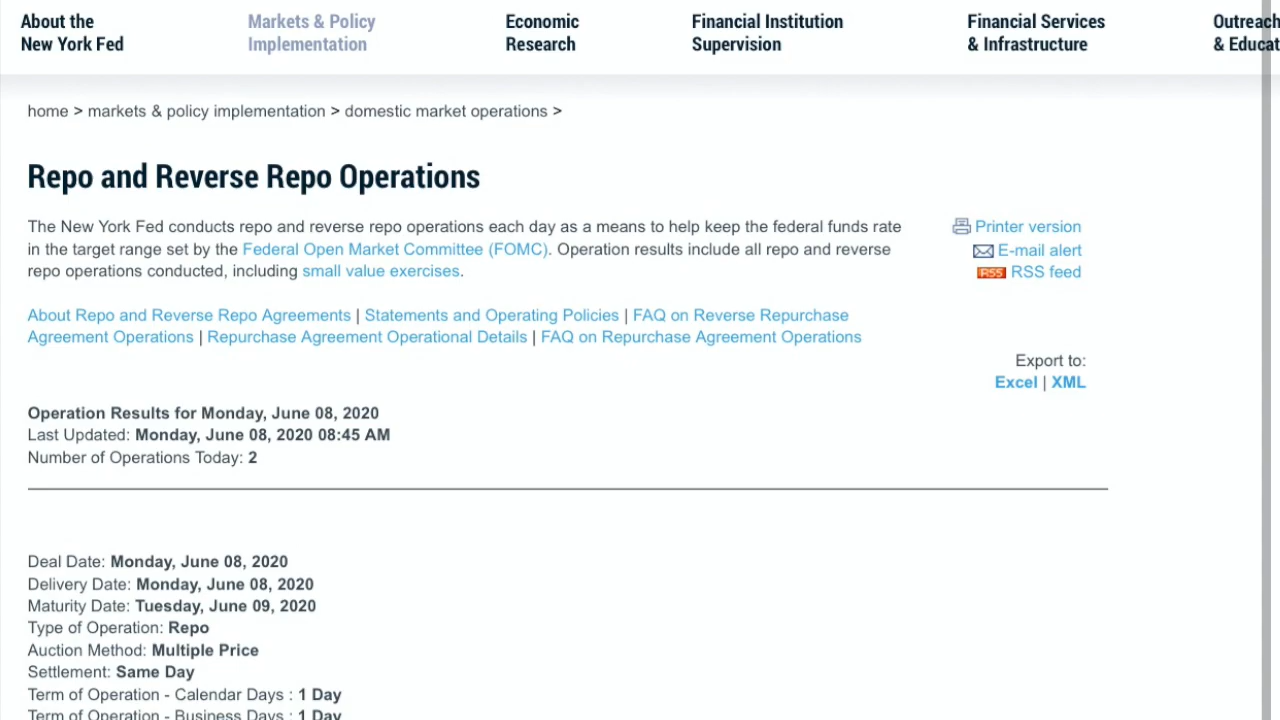 About the
New York Fed
Markets & Policy
Implementation
Economic
Research
Financial Institution
Supervision
Financial Services
& Infrastructure
Outreach
home > markets & policy implementation > domestic market operations >
Repo and Reverse Repo Operations
The New York Fed conducts repo and reverse repo operations each day as a means to help keep the federal funds rate
in the target range set by the Federal Open Market Committee (FOMC). Operation results include all repo and reverse
repo operations conducted, including small value exercises.
Printer version
E-mail alert
RSS RSS feed
About Repo and Reverse Repo Agreements | Statements and Operating Policies | FAQ on Reverse Repurchase
Agreement Operations | Repurchase Agreement Operational Details | FAQ on Repurchase Agreement Operations
Export to:
Excel | XML
Operation Results for Monday, June 08, 2020
Last Updated: Monday, June 08, 2020 08:45 AM
Number of Operations Today: 2
Deal Date: Monday, June 08, 2020
Delivery Date: Monday, June 08, 2020
Maturity Date: Tuesday, June 09, 2020
Type of Operation: Repo
Auction Method: Multiple Price
Settlement: Same Day
Term of Operation - Calendar Days : 1 Day
Term of Operation - Business Days : 1 Day